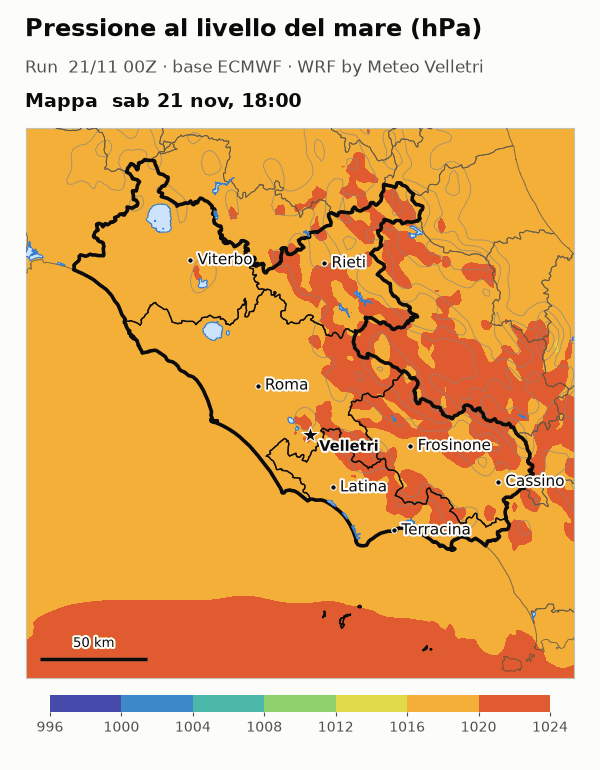 Pressione al livello del mare (hPa)
Run  21/11 00Z · base ECMWF · WRF by Meteo Velletri
Mappa  sab 21 nov, 18:00
Viterbo
Rieti
Roma
Velletri
Frosinone
Cassino
Latina
Terracina
50 km
996 1000 1004 1008 1012 1016 1020 1024